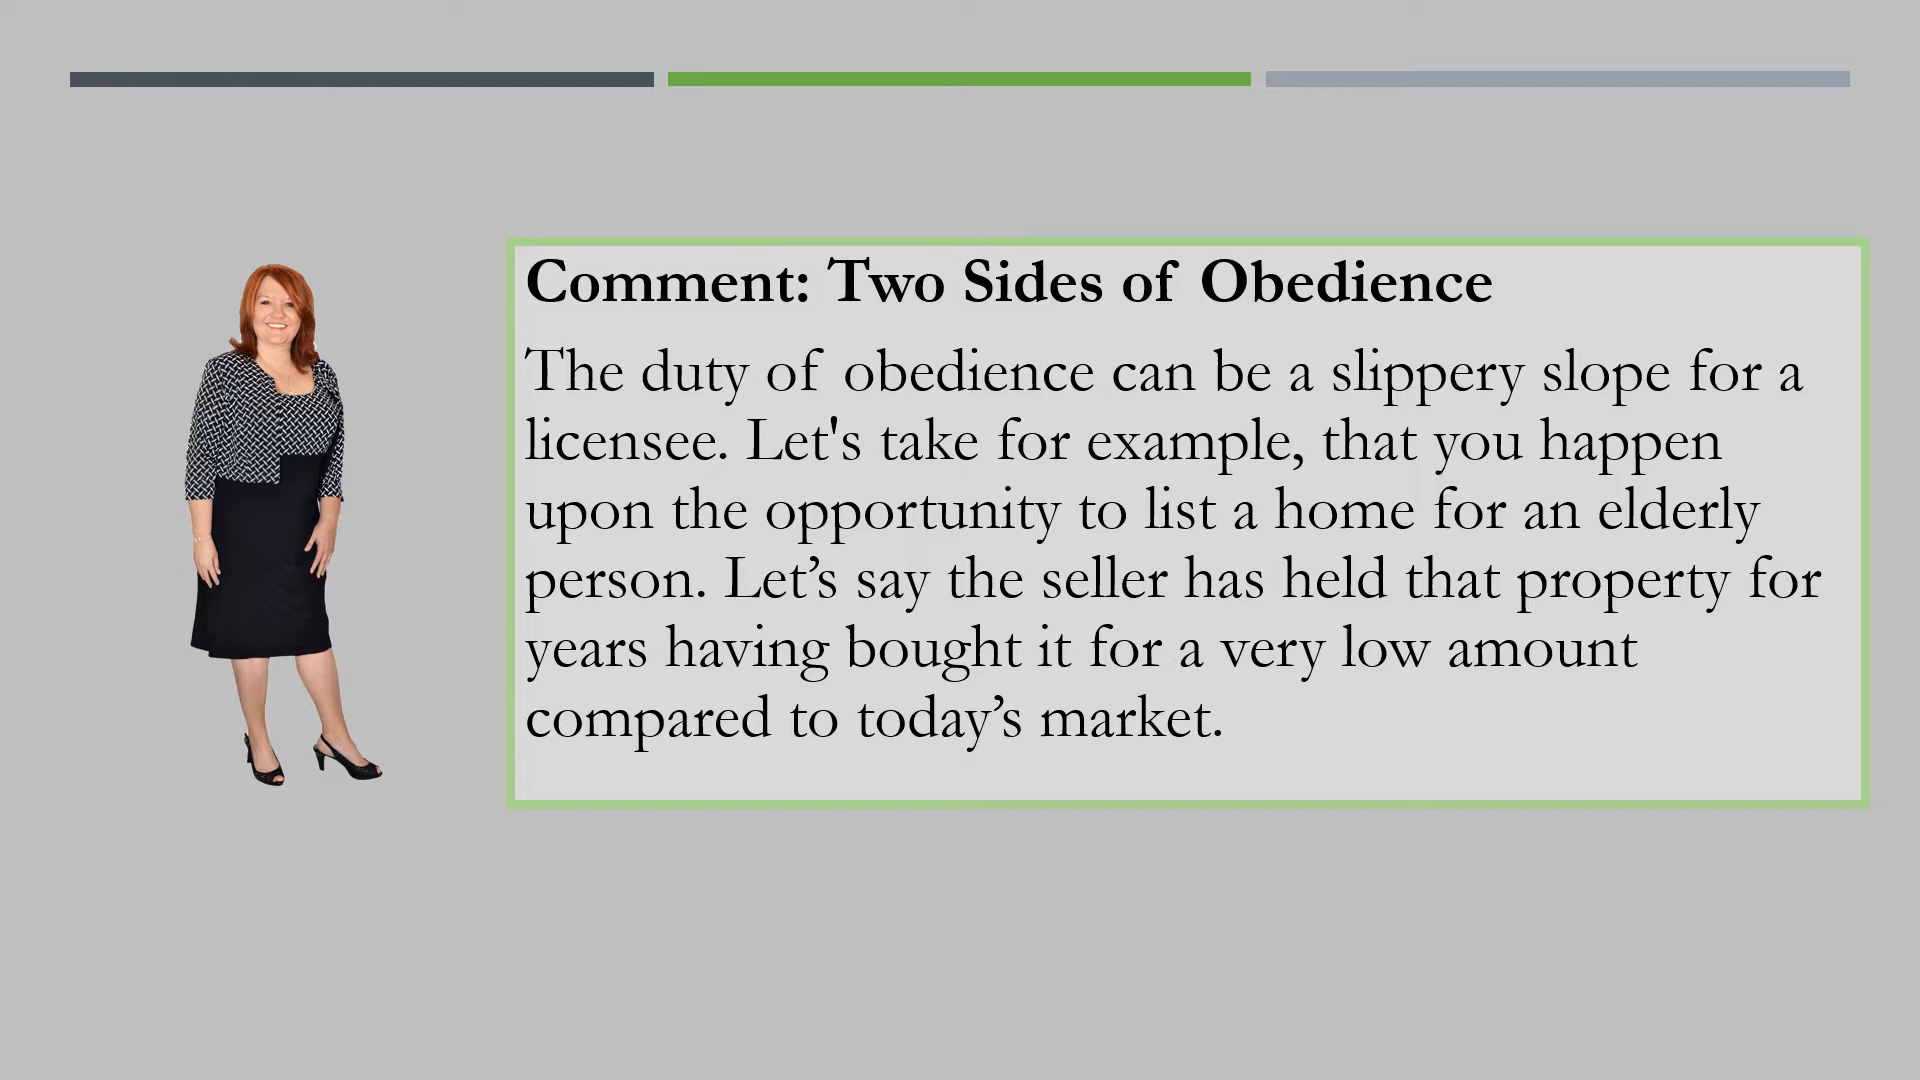 Comment: Two Sides of Obedience
The duty of obedience can be a slippery slope for a
licensee. Let's take for example, that you happen
upon the opportunity to list a home for an elderly
person. Let’s say the seller has held that property for
years having bought it for a very low amount
compared to today’s market.